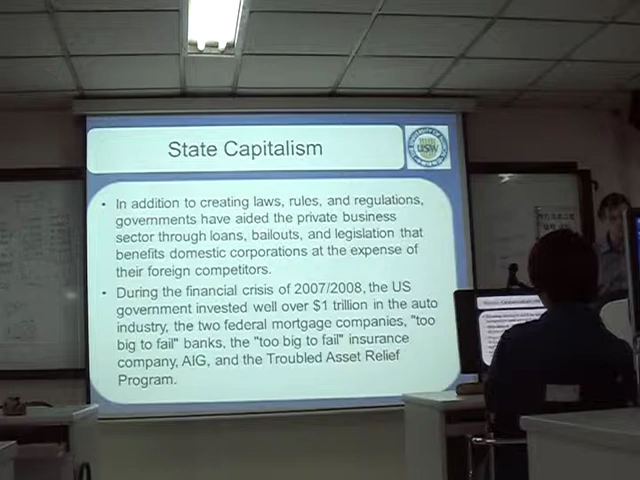 State Capitalism
USW
• In addition to creating laws, rules, and regulations,
governments have aided the private business
sector through loans, bailouts, and legislation that
benefits domestic corporations at the expense of
their foreign competitors.
• During the financial crisis of 2007/2008, the US
government invested well over $1 trillion in the auto
industry, the two federal mortgage companies, "too
big to fail" banks, the "too big to fail" insurance
company, AIG, and the Troubled Asset Relief
Program.